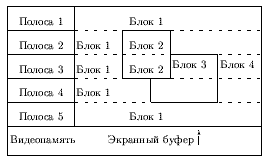 Полоса 1 Блок 1
Полоса 2 Блок 1 Блок 2
Полоса 3 Блок 1 Блок 2 Блок 3 Блок 4
Полоса 4 Блок 1
Полоса 5 Блок 1
Видеопамять Экранный буфер